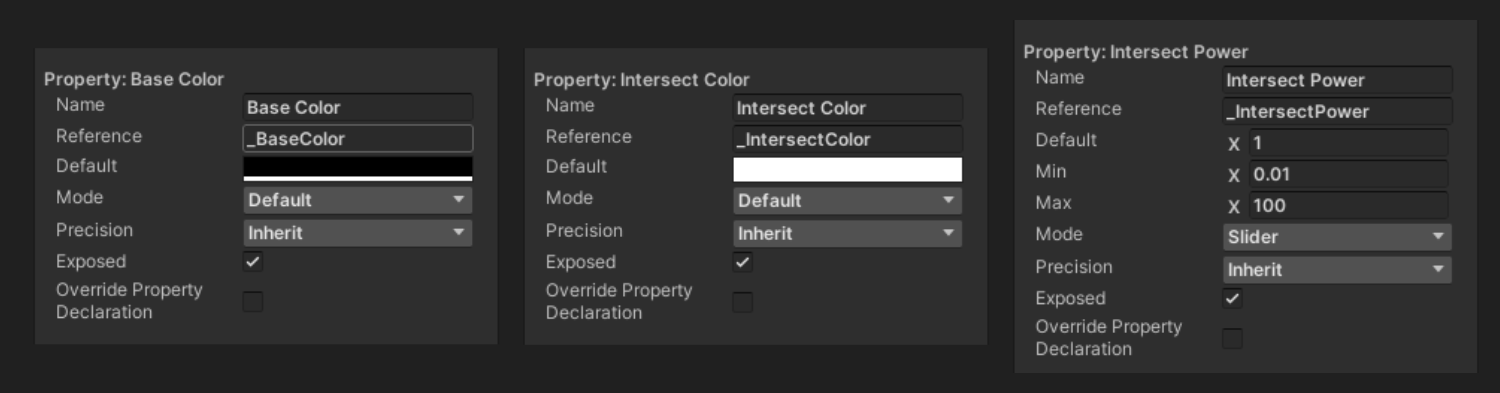 Property: Base Color
Name Base Color
Reference _BaseColor
Default
Mode Default
Precision Inherit
Exposed
Override Property
Declaration
Property: Intersect Color
Name Intersect Color
Reference _IntersectColor
Default
Mode Default
Precision Inherit
Exposed
Override Property
Declaration
Property: Intersect Power
Name Intersect Power
Reference _IntersectPower
Default X 1
Min X 0.01
Max X 100
Mode Slider
Precision Inherit
Exposed
Override Property
Declaration